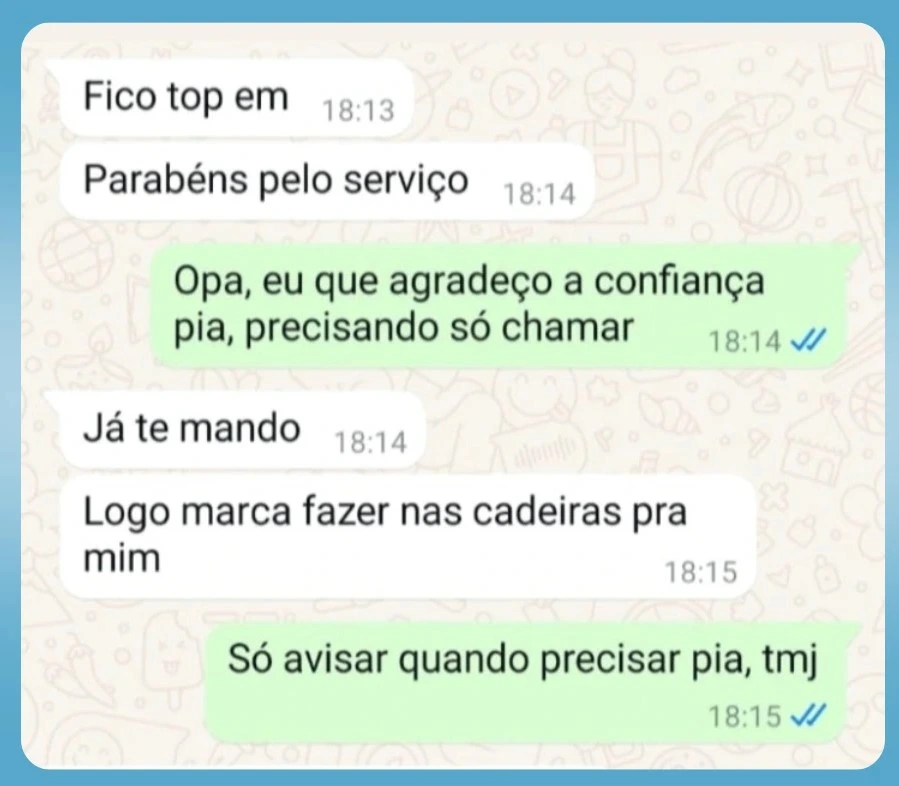 Fico top em 18:13
Parabéns pelo serviço 18:14
Opa, eu que agradeço a confiança
pia, precisando só chamar 18:14
Já te mando 18:14
Logo marca fazer nas cadeiras pra
mim 18:15
Só avisar quando precisar pia, tmj
18:15